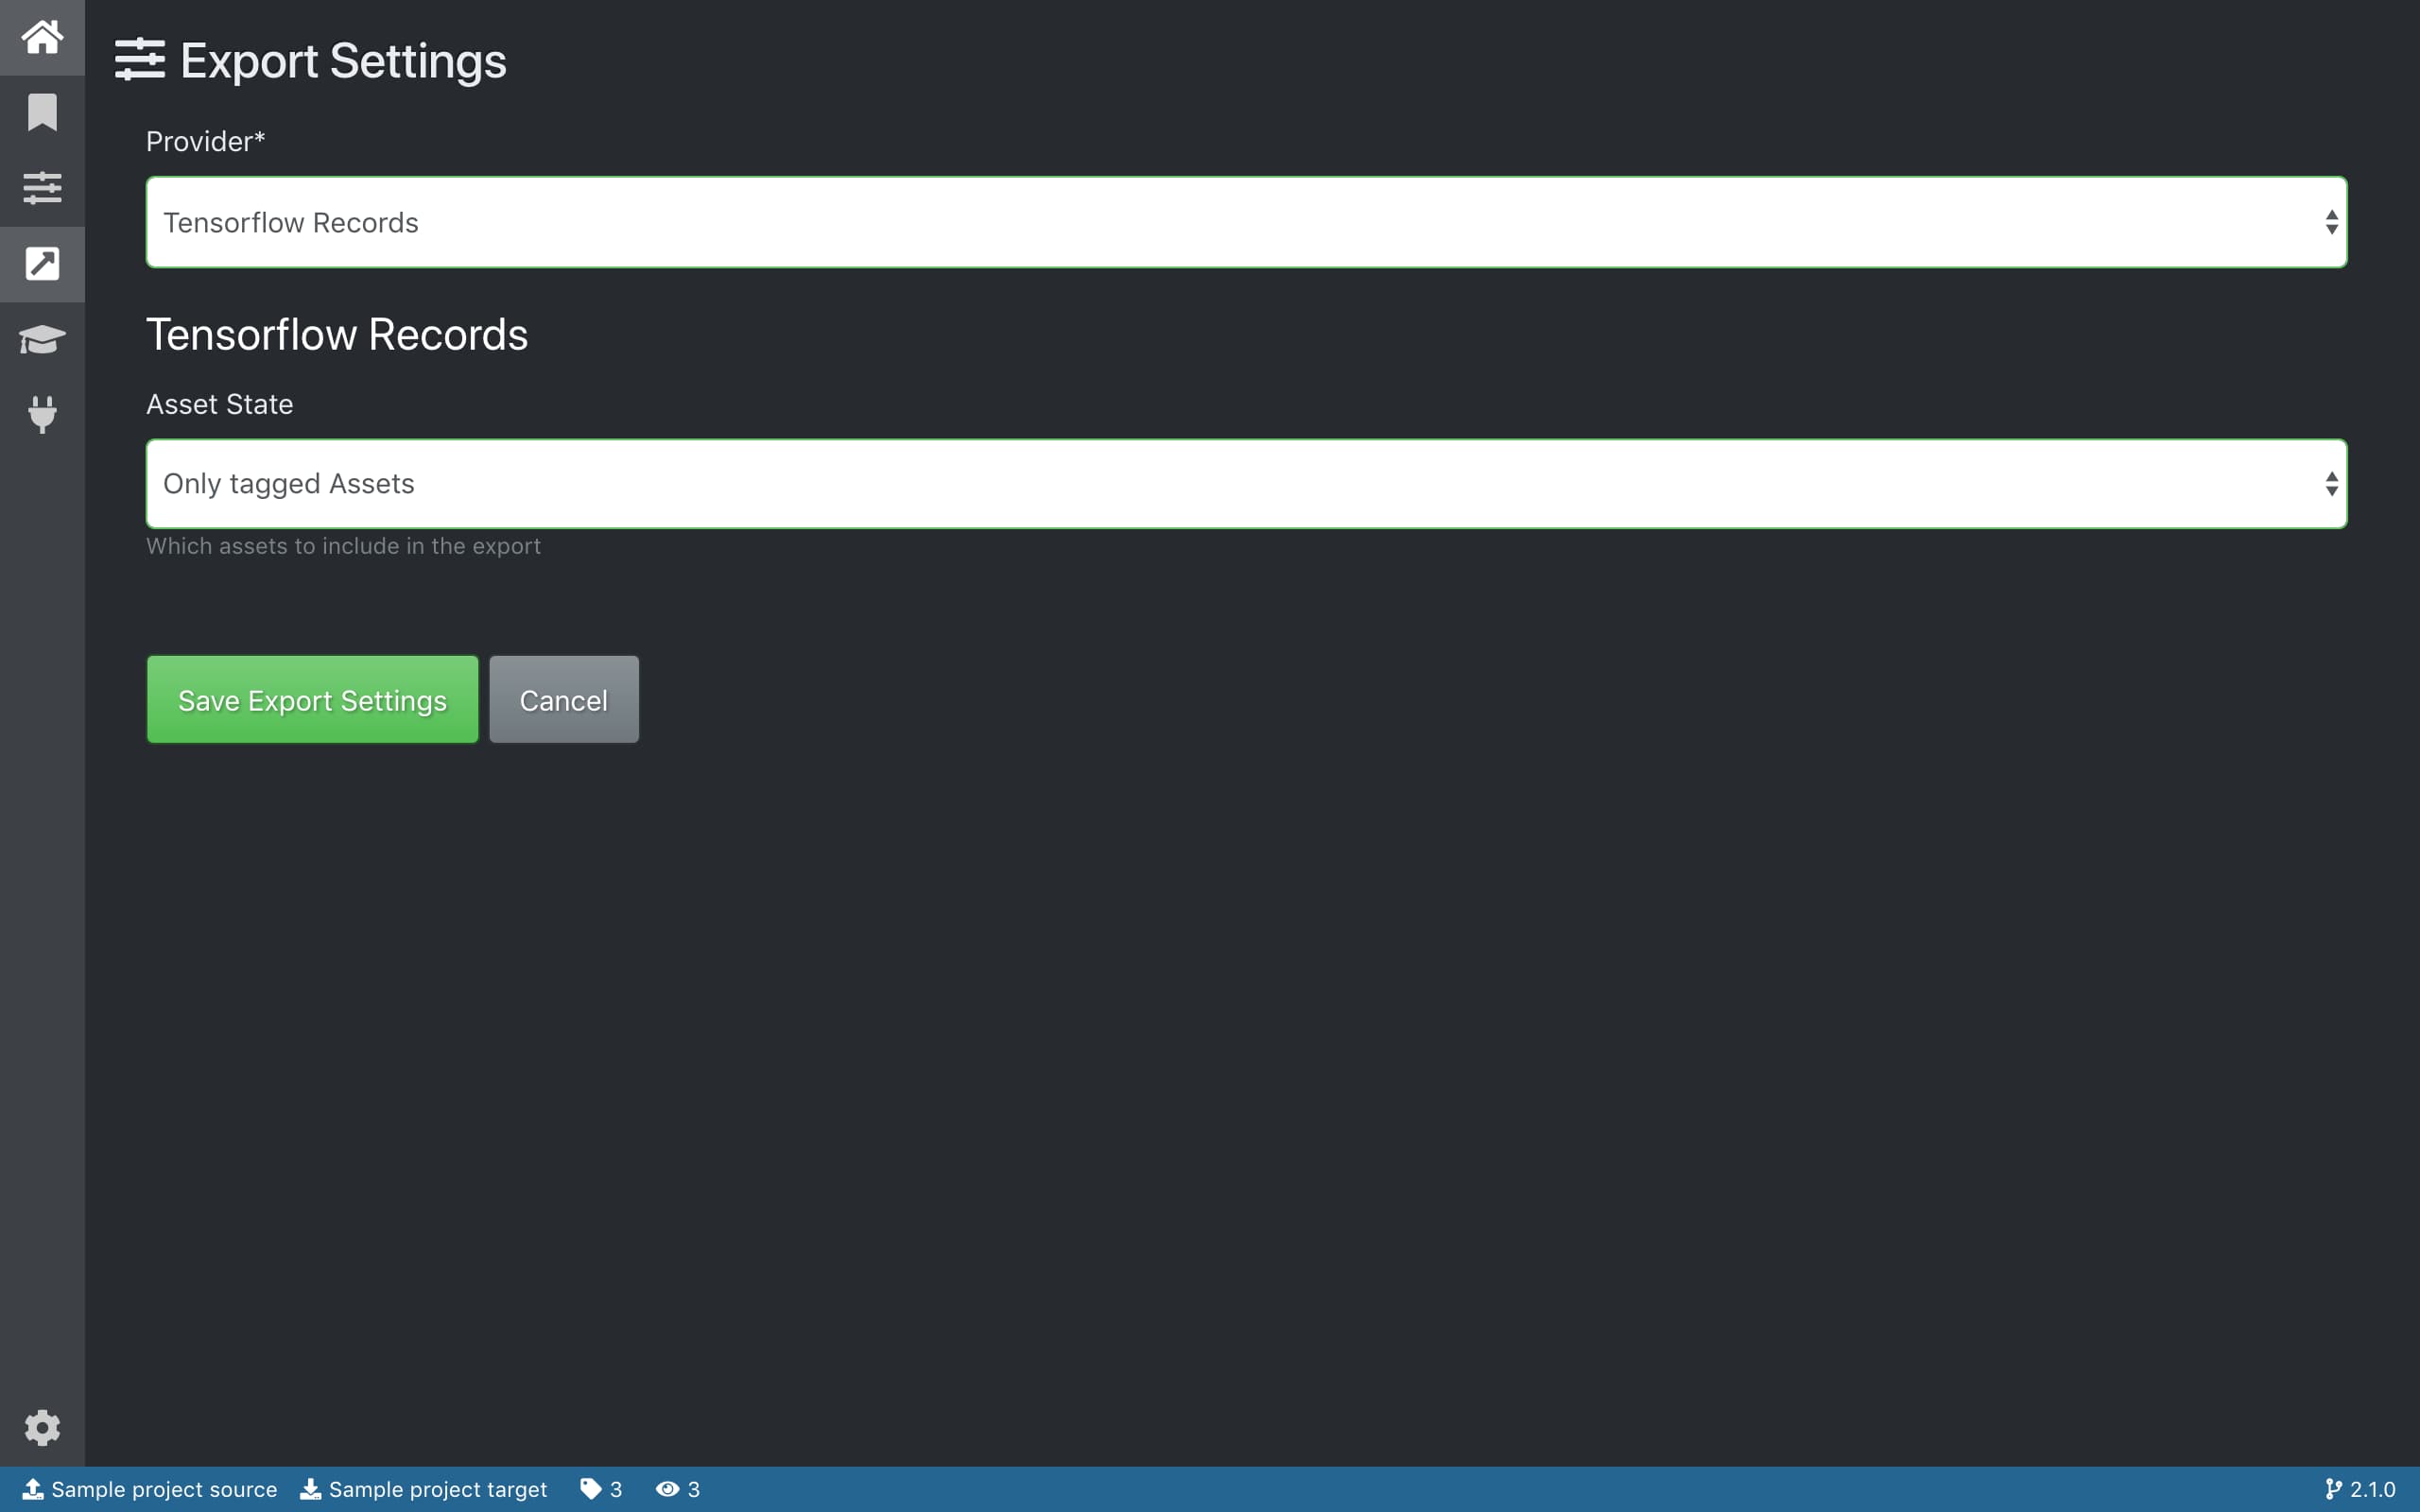 Export Settings
Provider*
Tensorflow Records
Tensorflow Records
Asset State
Only tagged Assets
Which assets to include in the export
Save Export Settings Cancel
Sample project source Sample project target 3 3 2.1.0